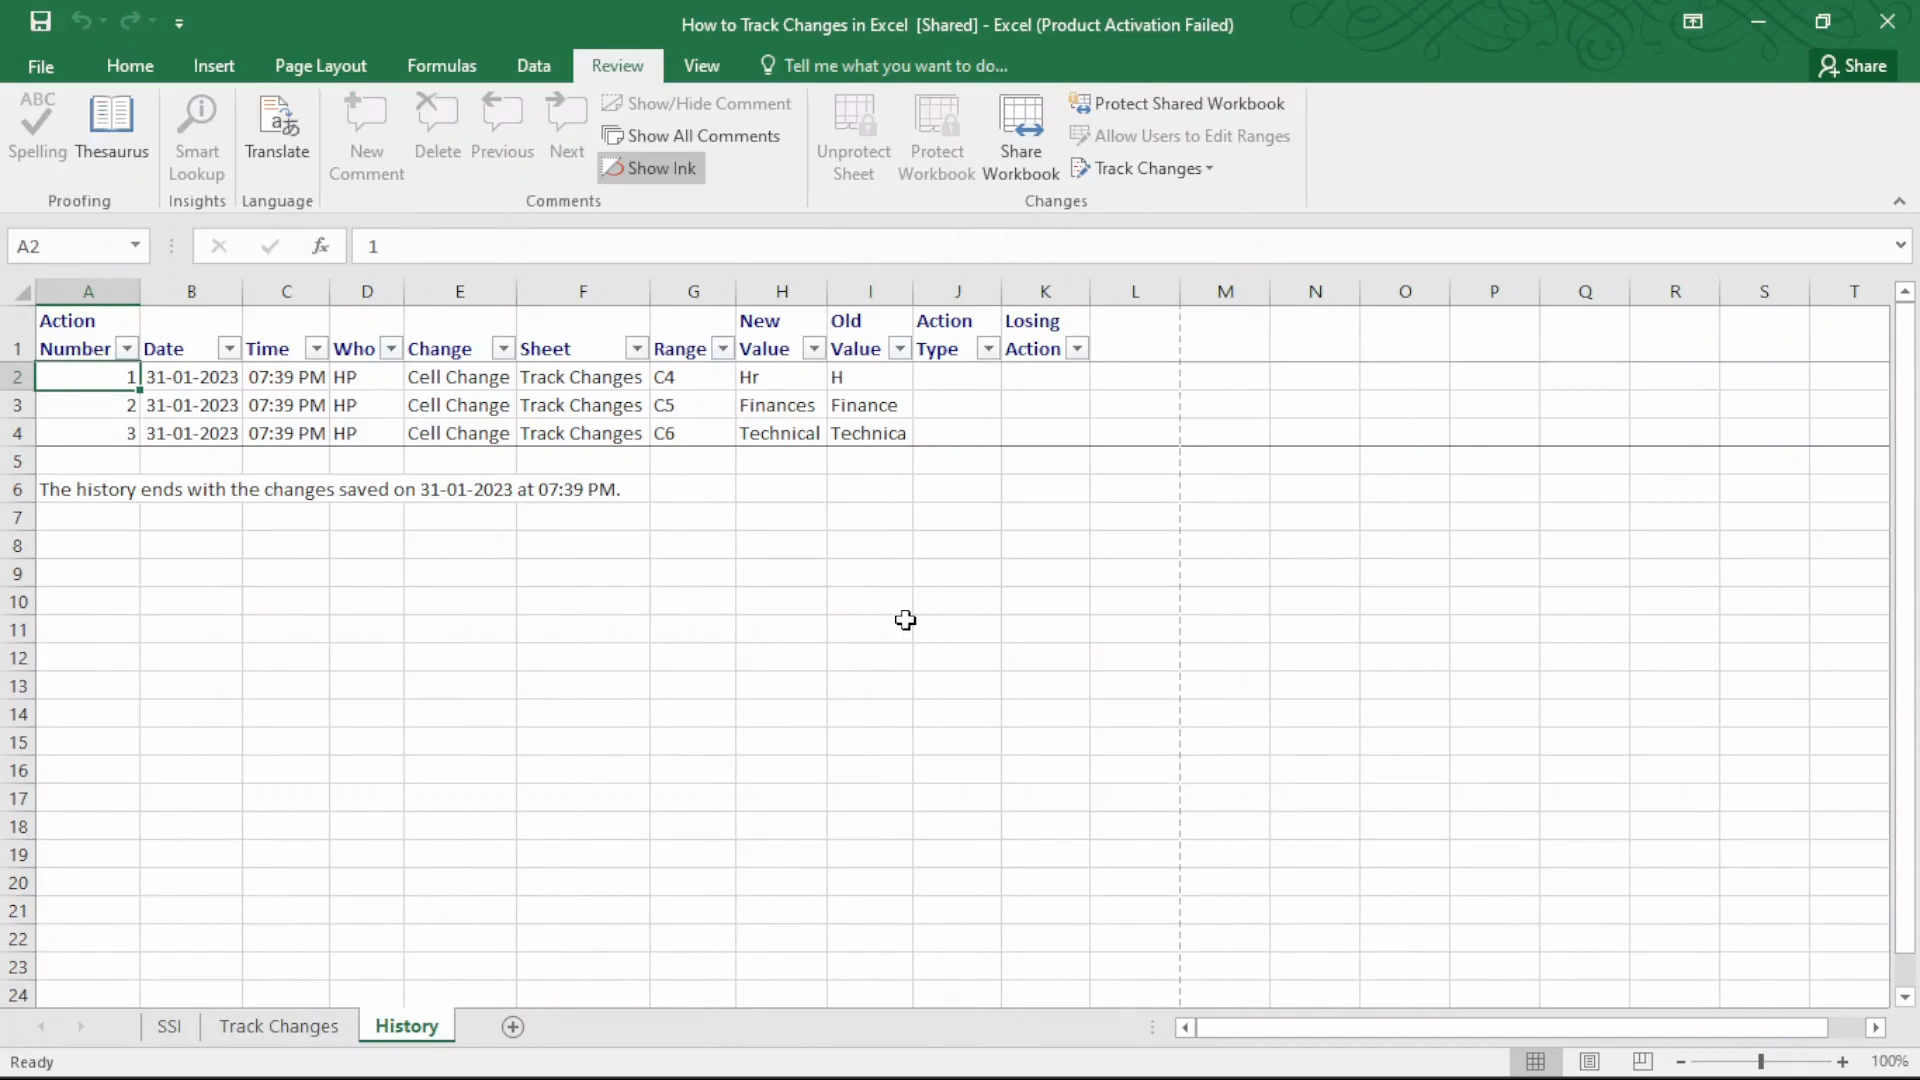 How to Track Changes in Excel [Shared] - Excel (Product Activation Failed)
File Home Insert Page Layout Formulas Data Review View Tell me what you want to do... Share
ABC
Spelling Thesaurus
Proofing
Smart Lookup
Insights
Translate
Language
New Comment
Delete
Previous
Next
Show/Hide Comment
Show All Comments
Show Ink
Comments
Unprotect Sheet
Protect Workbook
Share Workbook
Protect Shared Workbook
Allow Users to Edit Ranges
Track Changes
Changes
A2 fx 1
A B C D E F G H I J K L M N O P Q R S T
1 Action Number Date Time Who Change Sheet Range New Value Old Value Action Type Losing Action
2 1 31-01-2023 07:39 PM HP Cell Change Track Changes C4 Hr H
3 2 31-01-2023 07:39 PM HP Cell Change Track Changes C5 Finances Finance
4 3 31-01-2023 07:39 PM HP Cell Change Track Changes C6 Technical Technica
5
6 The history ends with the changes saved on 31-01-2023 at 07:39 PM.
7
8
9
10
11
12
13
14
15
16
17
18
19
20
21
22
23
24
SSI Track Changes History
Ready 100%